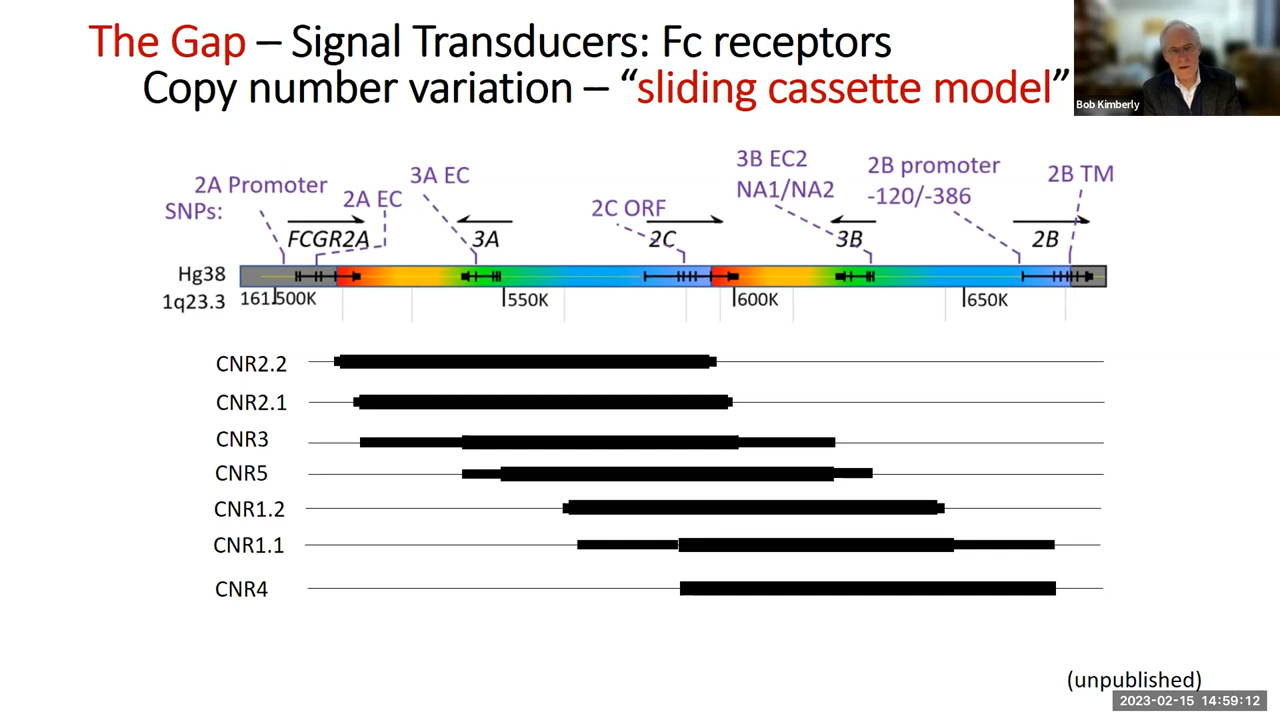 The Gap – Signal Transducers: Fc receptors
Copy number variation – “sliding cassette model”
Bob Kimberly
2A Promoter
SNPs:
2A EC
3A EC
2C ORF
3B EC2
NA1/NA2
2B promoter
-120/-386
2B TM
FCGR2A
3A
2C
3B
2B
Hg38
1q23.3
161,500K
550K
600K
650K
CNR2.2
CNR2.1
CNR3
CNR5
CNR1.2
CNR1.1
CNR4
(unpublished)
2023-02-15 14:59:12